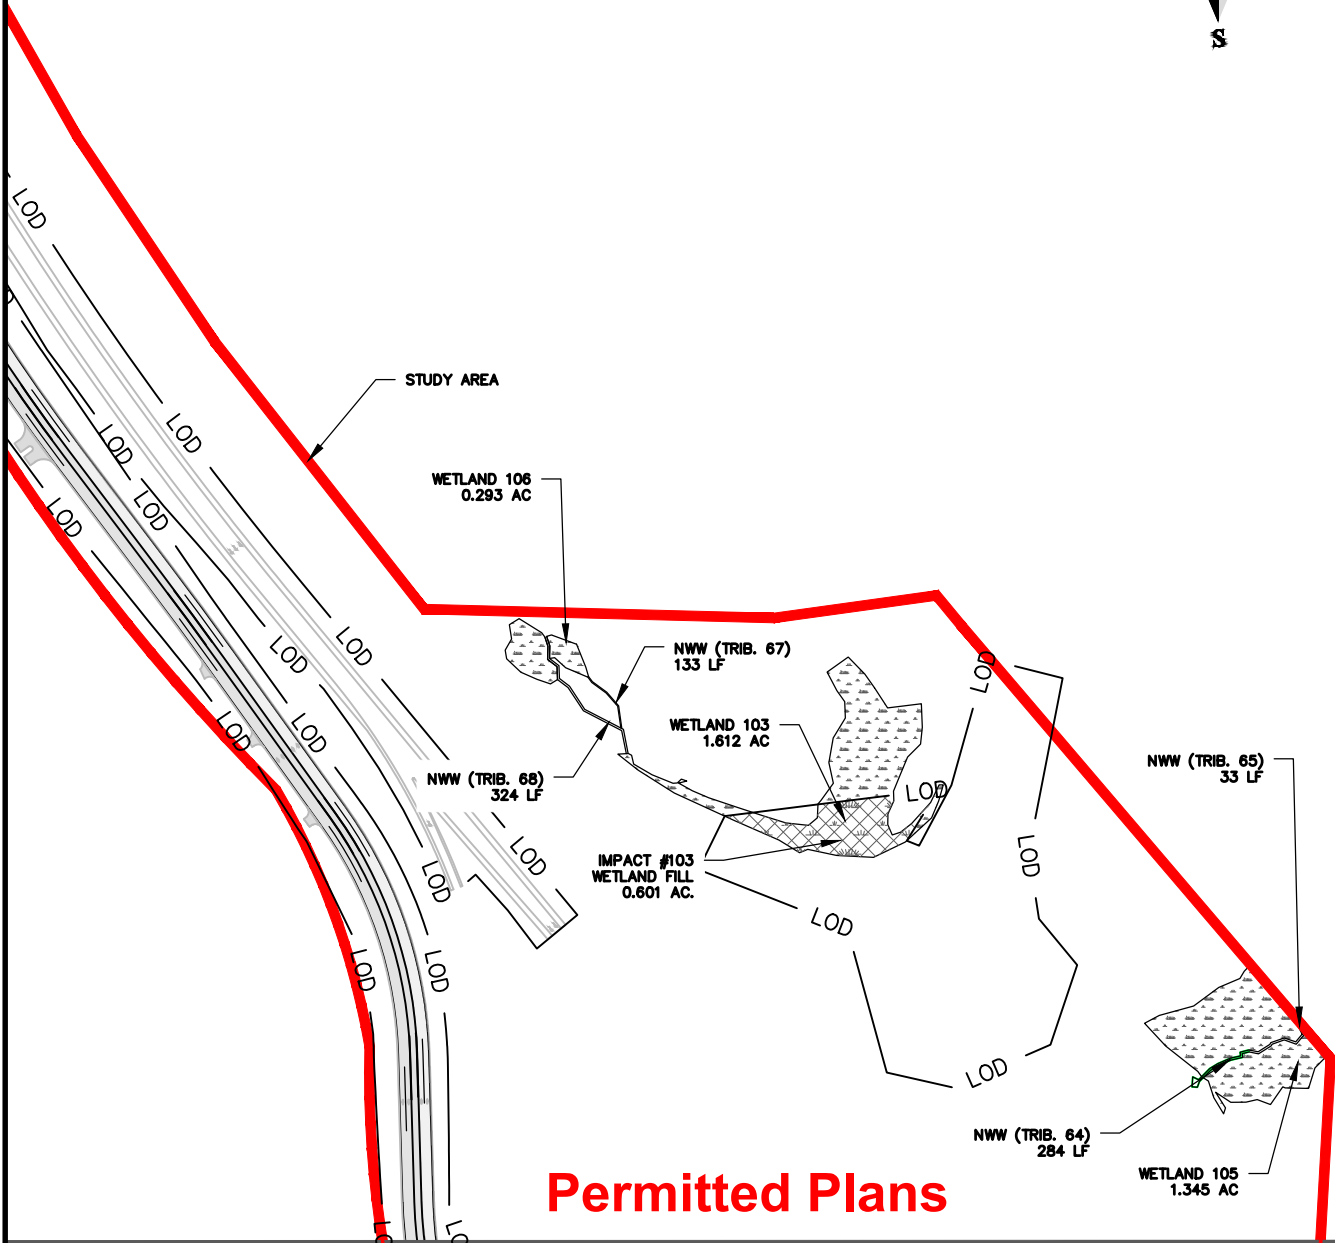 S
LOD
LOD
STUDY AREA
LOD
LOD
WETLAND 106
0.293 AC
LOD
LOD
LOD
NWW (TRIB. 67)
133 LF
LOD
LOD
WETLAND 103
1.612 AC
LOD
LOD
NWW (TRIB. 65)
33 LF
NWW (TRIB. 68)
324 LF
LOD
LOD
LOD
IMPACT #103
WETLAND FILL
0.601 AC.
LOD
LOD
LOD
LOD
LOD
LOD
NWW (TRIB. 64)
284 LF
WETLAND 105
1.345 AC
Permitted Plans